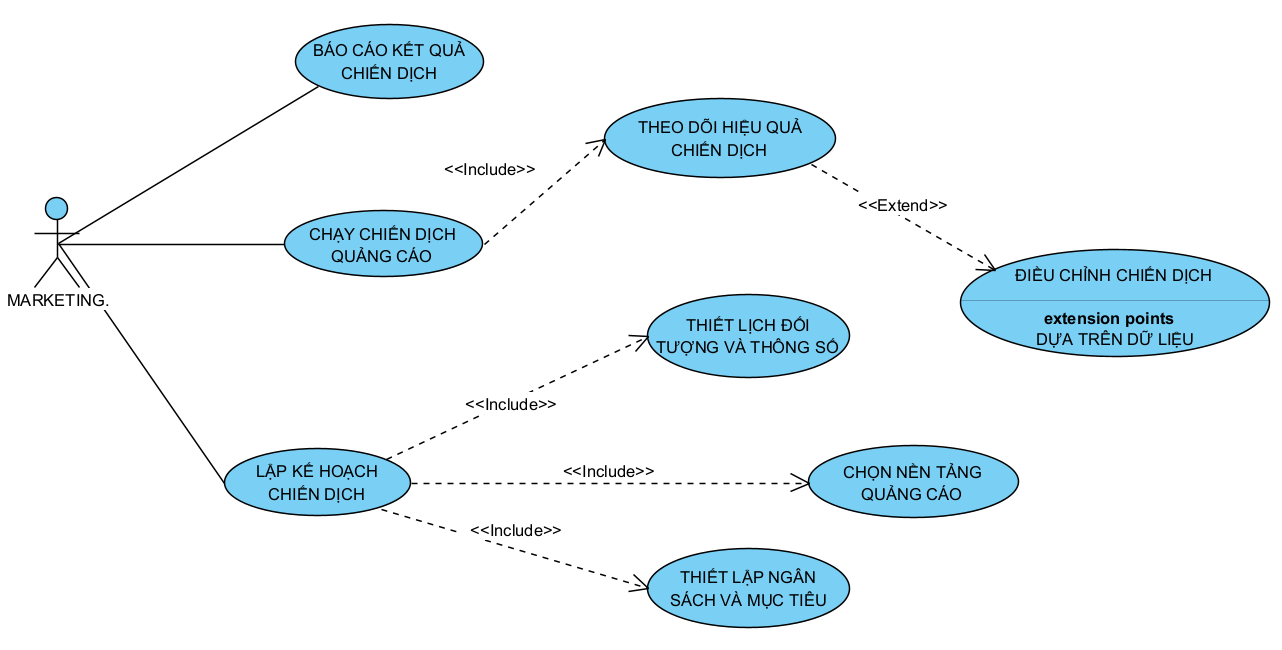 BÁO CÁO KẾT QUẢ
CHIẾN DỊCH
THEO DÕI HIỆU QUẢ
CHIẾN DỊCH
<<Include>>
<<Extend>>
CHẠY CHIẾN DỊCH
QUẢNG CÁO
ĐIỀU CHỈNH CHIẾN DỊCH
extension points
DỰA TRÊN DỮ LIỆU
MARKETING.
THIẾT LỊCH ĐỐI
TƯỢNG VÀ THÔNG SỐ
<<Include>>
LẬP KẾ HOẠCH
CHIẾN DỊCH
<<Include>>
CHỌN NỀN TẢNG
QUẢNG CÁO
<<Include>>
THIẾT LẬP NGÂN
SÁCH VÀ MỤC TIÊU